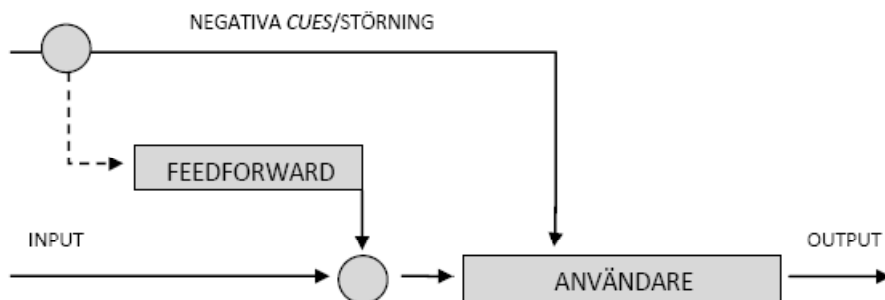 NEGATIVA CUES/STÖRNING
FEEDFORWARD
INPUT
OUTPUT
ANVÄNDARE